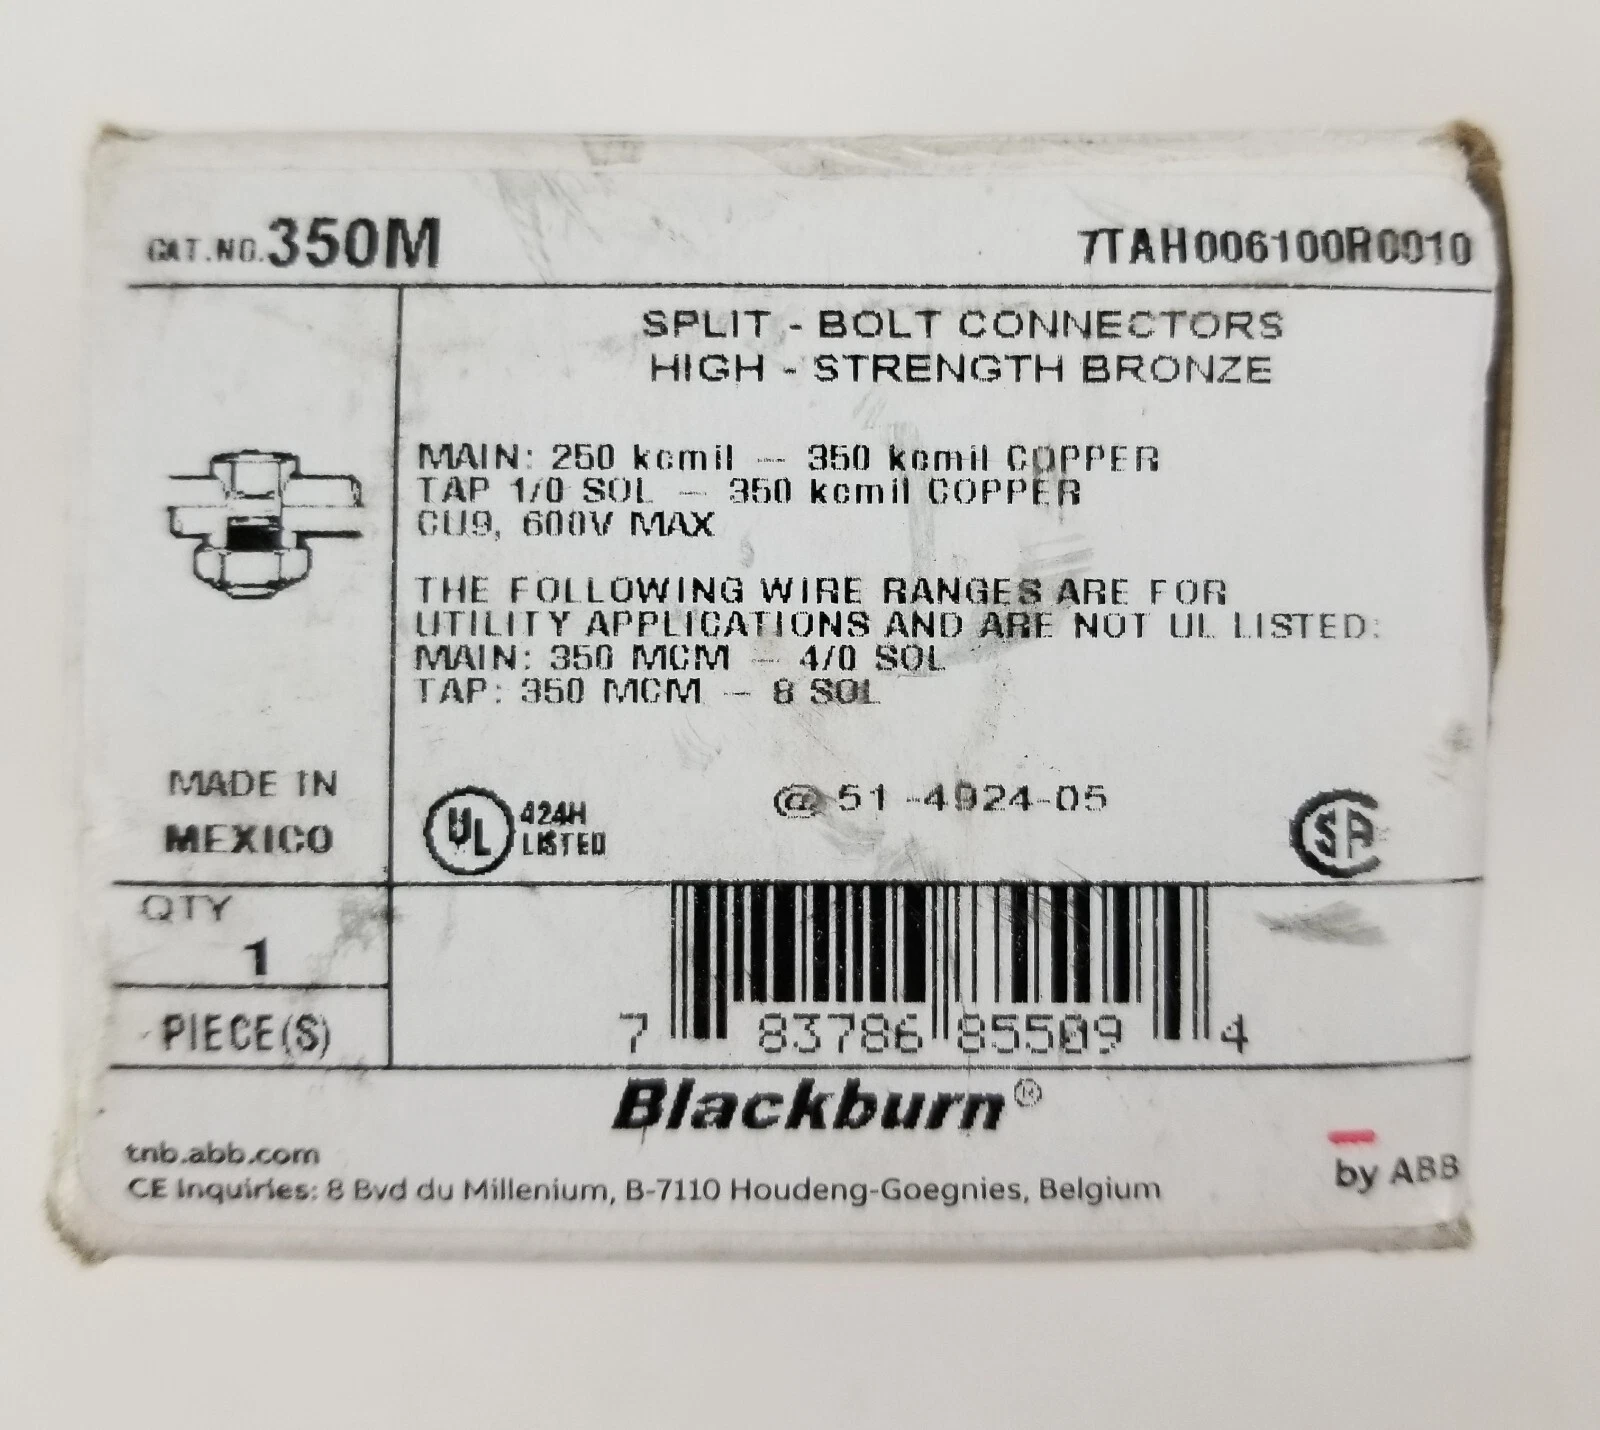 CAT.NO.350M 7TAH006100R0010
SPLIT - BOLT CONNECTORS
HIGH - STRENGTH BRONZE
MAIN: 250 kcmil -- 350 kcmil COPPER
TAP 1/0 SOL -- 350 kcmil COPPER
CU9, 600V MAX
THE FOLLOWING WIRE RANGES ARE FOR
UTILITY APPLICATIONS AND ARE NOT UL LISTED:
MAIN: 350 MCM -- 4/0 SOL
TAP: 350 MCM -- 8 SOL
MADE IN
MEXICO
UL 424H
LISTED
@ 51-4924-05
SA
QTY
1
PIECE(S)
7 83786 85509 4
Blackburn®
tnb.abb.com
by ABB
CE Inquiries: 8 Bvd du Millenium, B-7110 Houdeng-Goegnies, Belgium